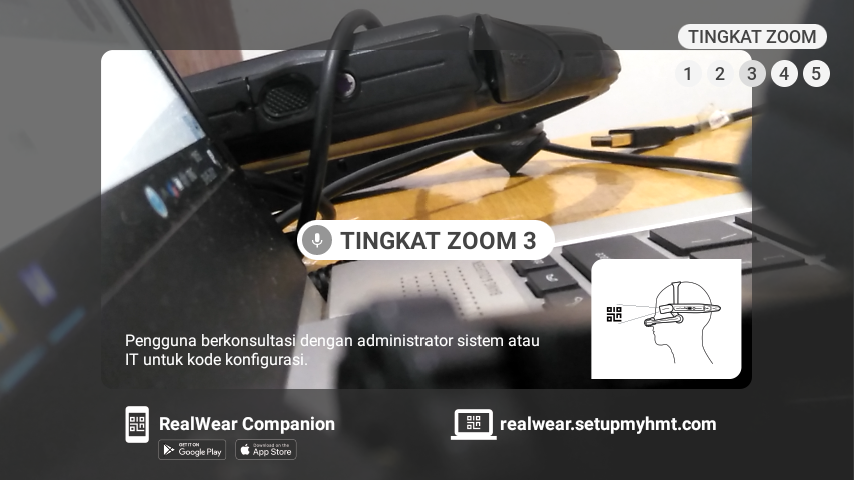 TINGKAT ZOOM
1 2 3 4 5
TINGKAT ZOOM 3
Pengguna berkonsultasi dengan administrator sistem atau
IT untuk kode konfigurasi.
RealWear Companion
GET IT ON
Google Play
Download on the
App Store
realwear.setupmyhmt.com